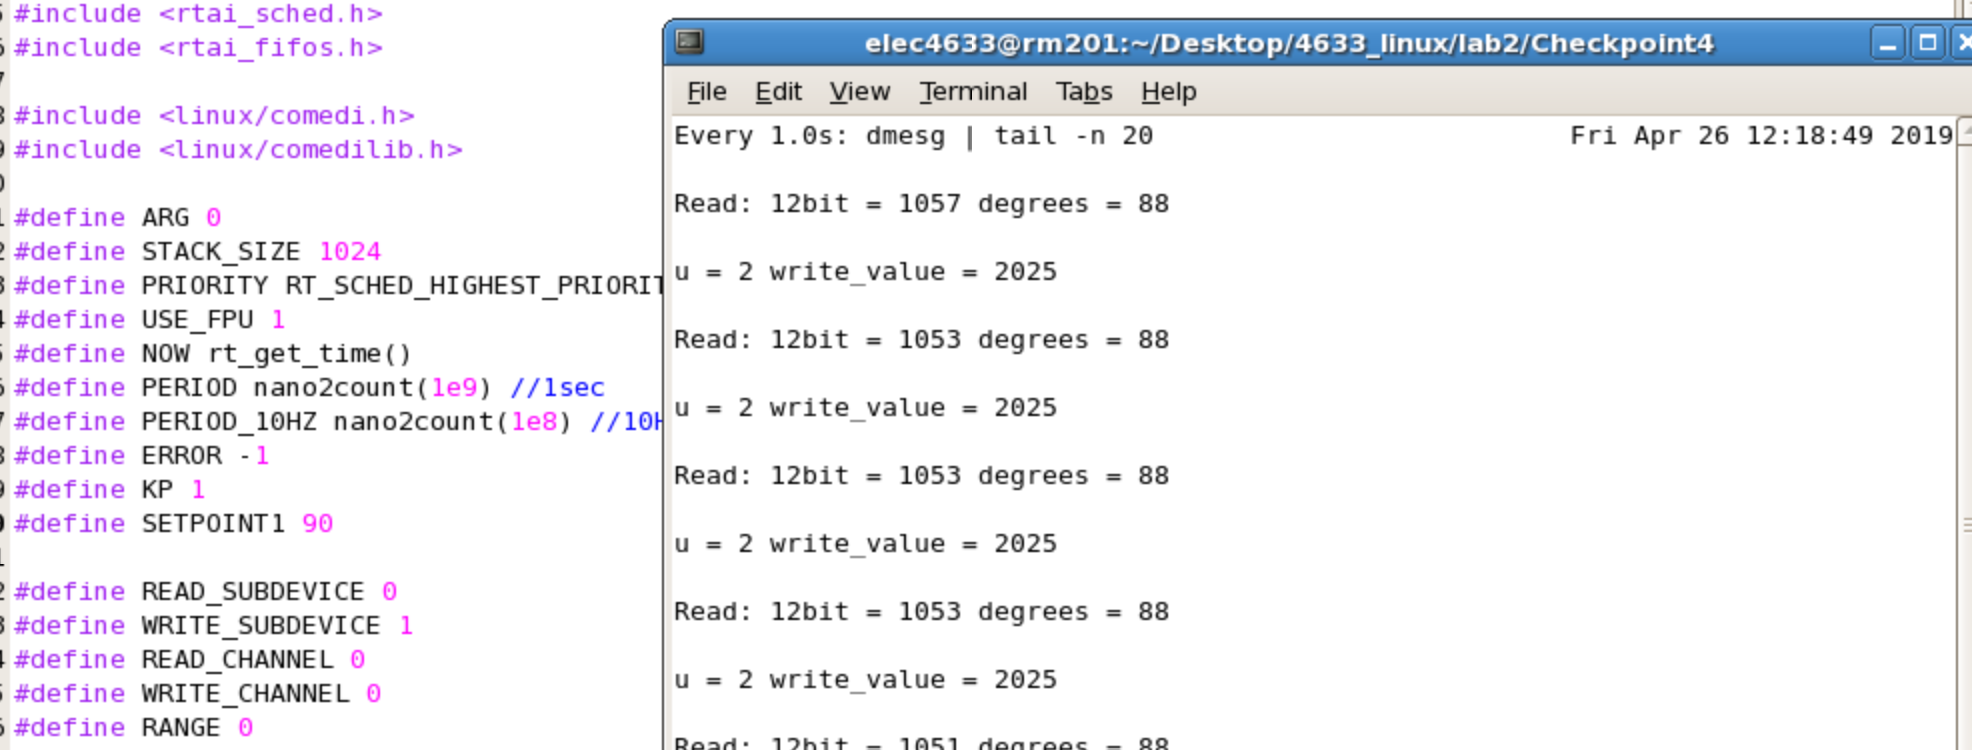 #include <rtai_sched.h>
#include <rtai_fifos.h>
#include <linux/comedi.h>
#include <linux/comedilib.h>
#define ARG 0
#define STACK_SIZE 1024
#define PRIORITY RT_SCHED_HIGHEST_PRIORIT
#define USE_FPU 1
#define NOW rt_get_time()
#define PERIOD nano2count(1e9) //1sec
#define PERIOD_10HZ nano2count(1e8) //10H
#define ERROR -1
#define KP 1
#define SETPOINT1 90
#define READ_SUBDEVICE 0
#define WRITE_SUBDEVICE 1
#define READ_CHANNEL 0
#define WRITE_CHANNEL 0
#define RANGE 0
elec4633@rm201:~/Desktop/4633_linux/lab2/Checkpoint4
File Edit View Terminal Tabs Help
Every 1.0s: dmesg | tail -n 20 Fri Apr 26 12:18:49 2019
Read: 12bit = 1057 degrees = 88
u = 2 write_value = 2025
Read: 12bit = 1053 degrees = 88
u = 2 write_value = 2025
Read: 12bit = 1053 degrees = 88
u = 2 write_value = 2025
Read: 12bit = 1053 degrees = 88
u = 2 write_value = 2025
Read: 12bit = 1051 degrees = 88